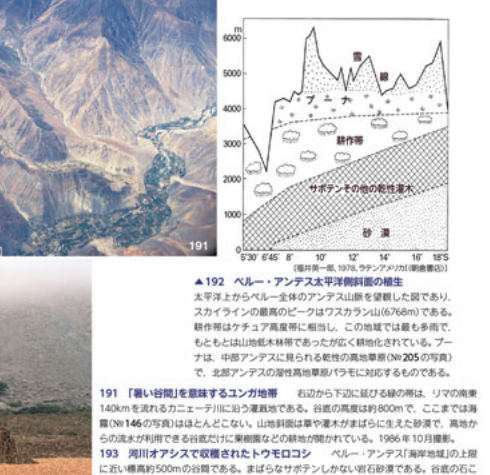 m
6000
5000
4000
3000
2000
1000
0
雪
線
プーナ
耕作帯
サボテンその他の乾性灌木
砂漠
5°30' 6°45' 8° 10° 12° 14° 16° 18°S
191
[福井英一郎, 1978, ラテンアメリカI(朝倉書店)]
▲192 ペルー・アンデス太平洋側斜面の植生
太平洋上からペルー全体のアンデス山脈を望観した図であり、
スカイラインの最高のピークはワスカラン山(6768m)である。
耕作帯はケチュア高度帯に相当し、この地域では最も多雨で、
もともとは山地低木林帯であったが広く耕地化されている。プー
ナは、中部アンデスに見られる乾性の高地草原(№205の写真)
で、北部アンデスの湿性高地草原パラモに対応するものである。
191 「暑い谷間」を意味するユンガ地帯 右辺から下辺に延びる緑の帯は、リマの南東
140kmを流れるカニェーテ川に沿う灌漑地である。谷底の高度は約800mで、ここまでは海
霧(№146の写真)はほとんどこない。山地斜面は草や灌木がまばらに生えた砂漠で、高地か
らの流水が利用できる谷底だけに果樹園などの耕地が開かれている。1986年10月撮影。
193 河川オアシスで収穫されたトウモロコシ ペルー・アンデス「海岸地域」の上限
に近い標高約500mの谷間である。まばらなサボテンしかない岩石砂漠である。谷底の石こ